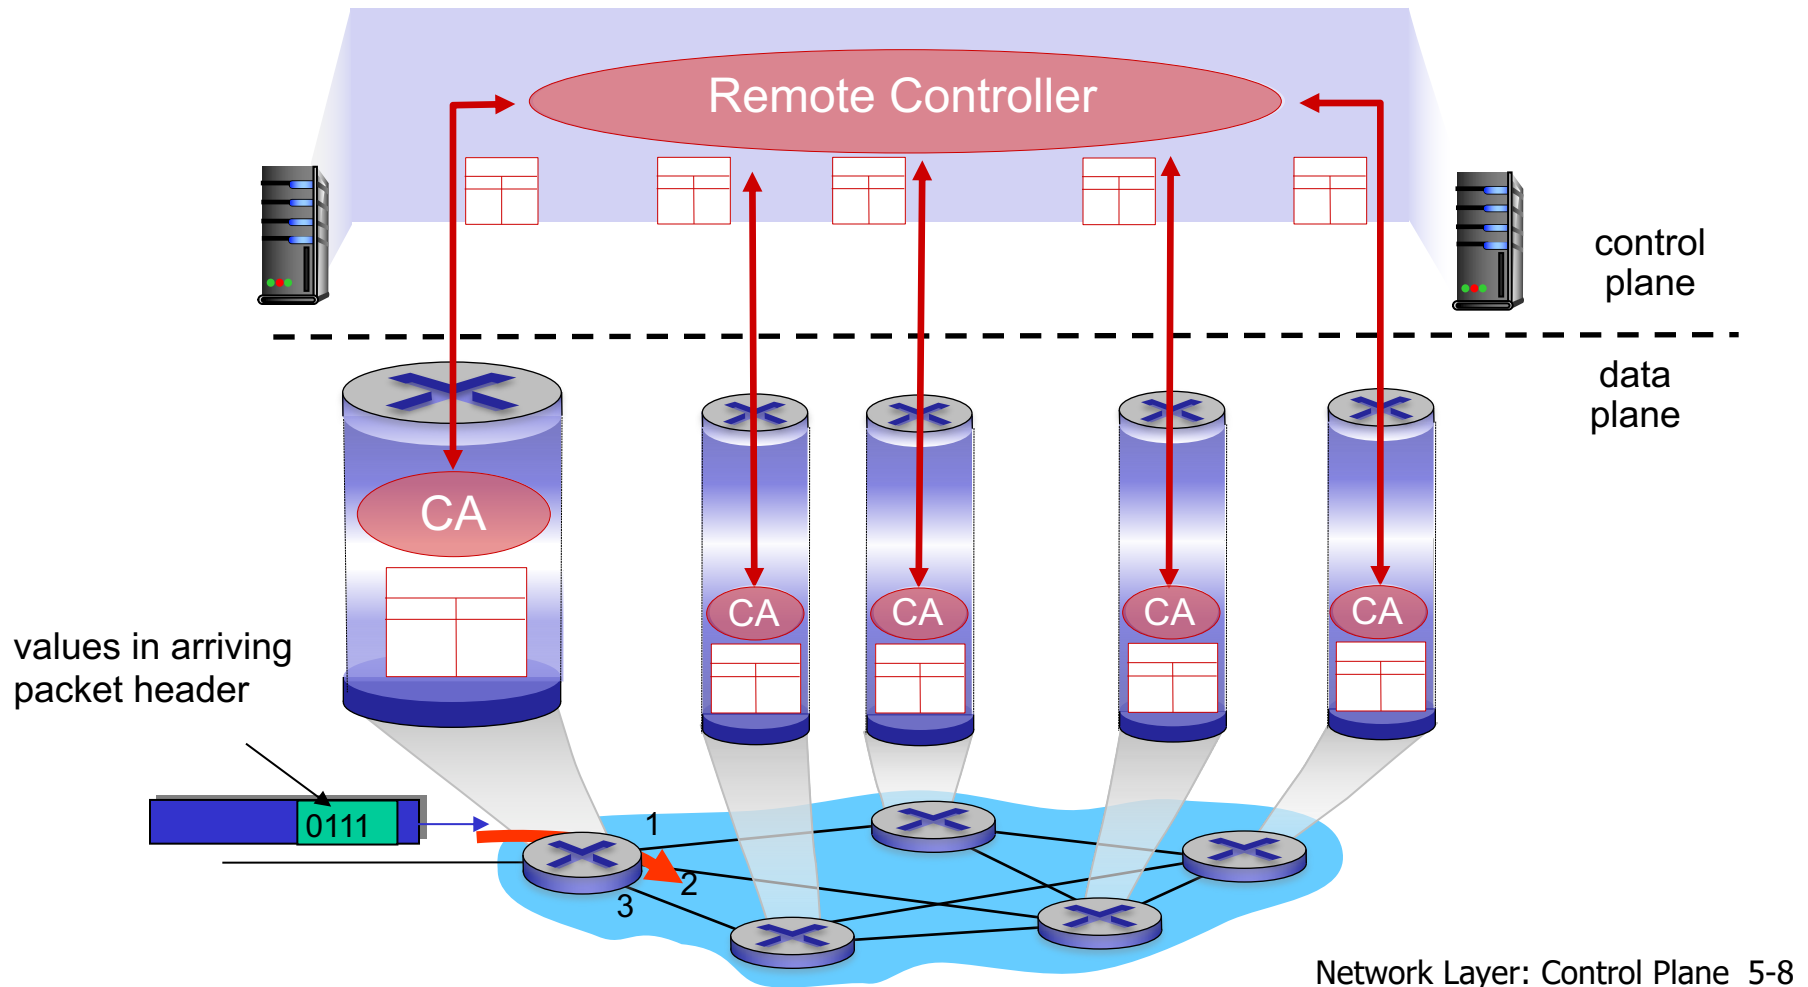 Remote Controller
control
plane
data
plane
CA
CA
CA
CA
CA
values in arriving
packet header
0111
1
2
3
Network Layer: Control Plane 5-8